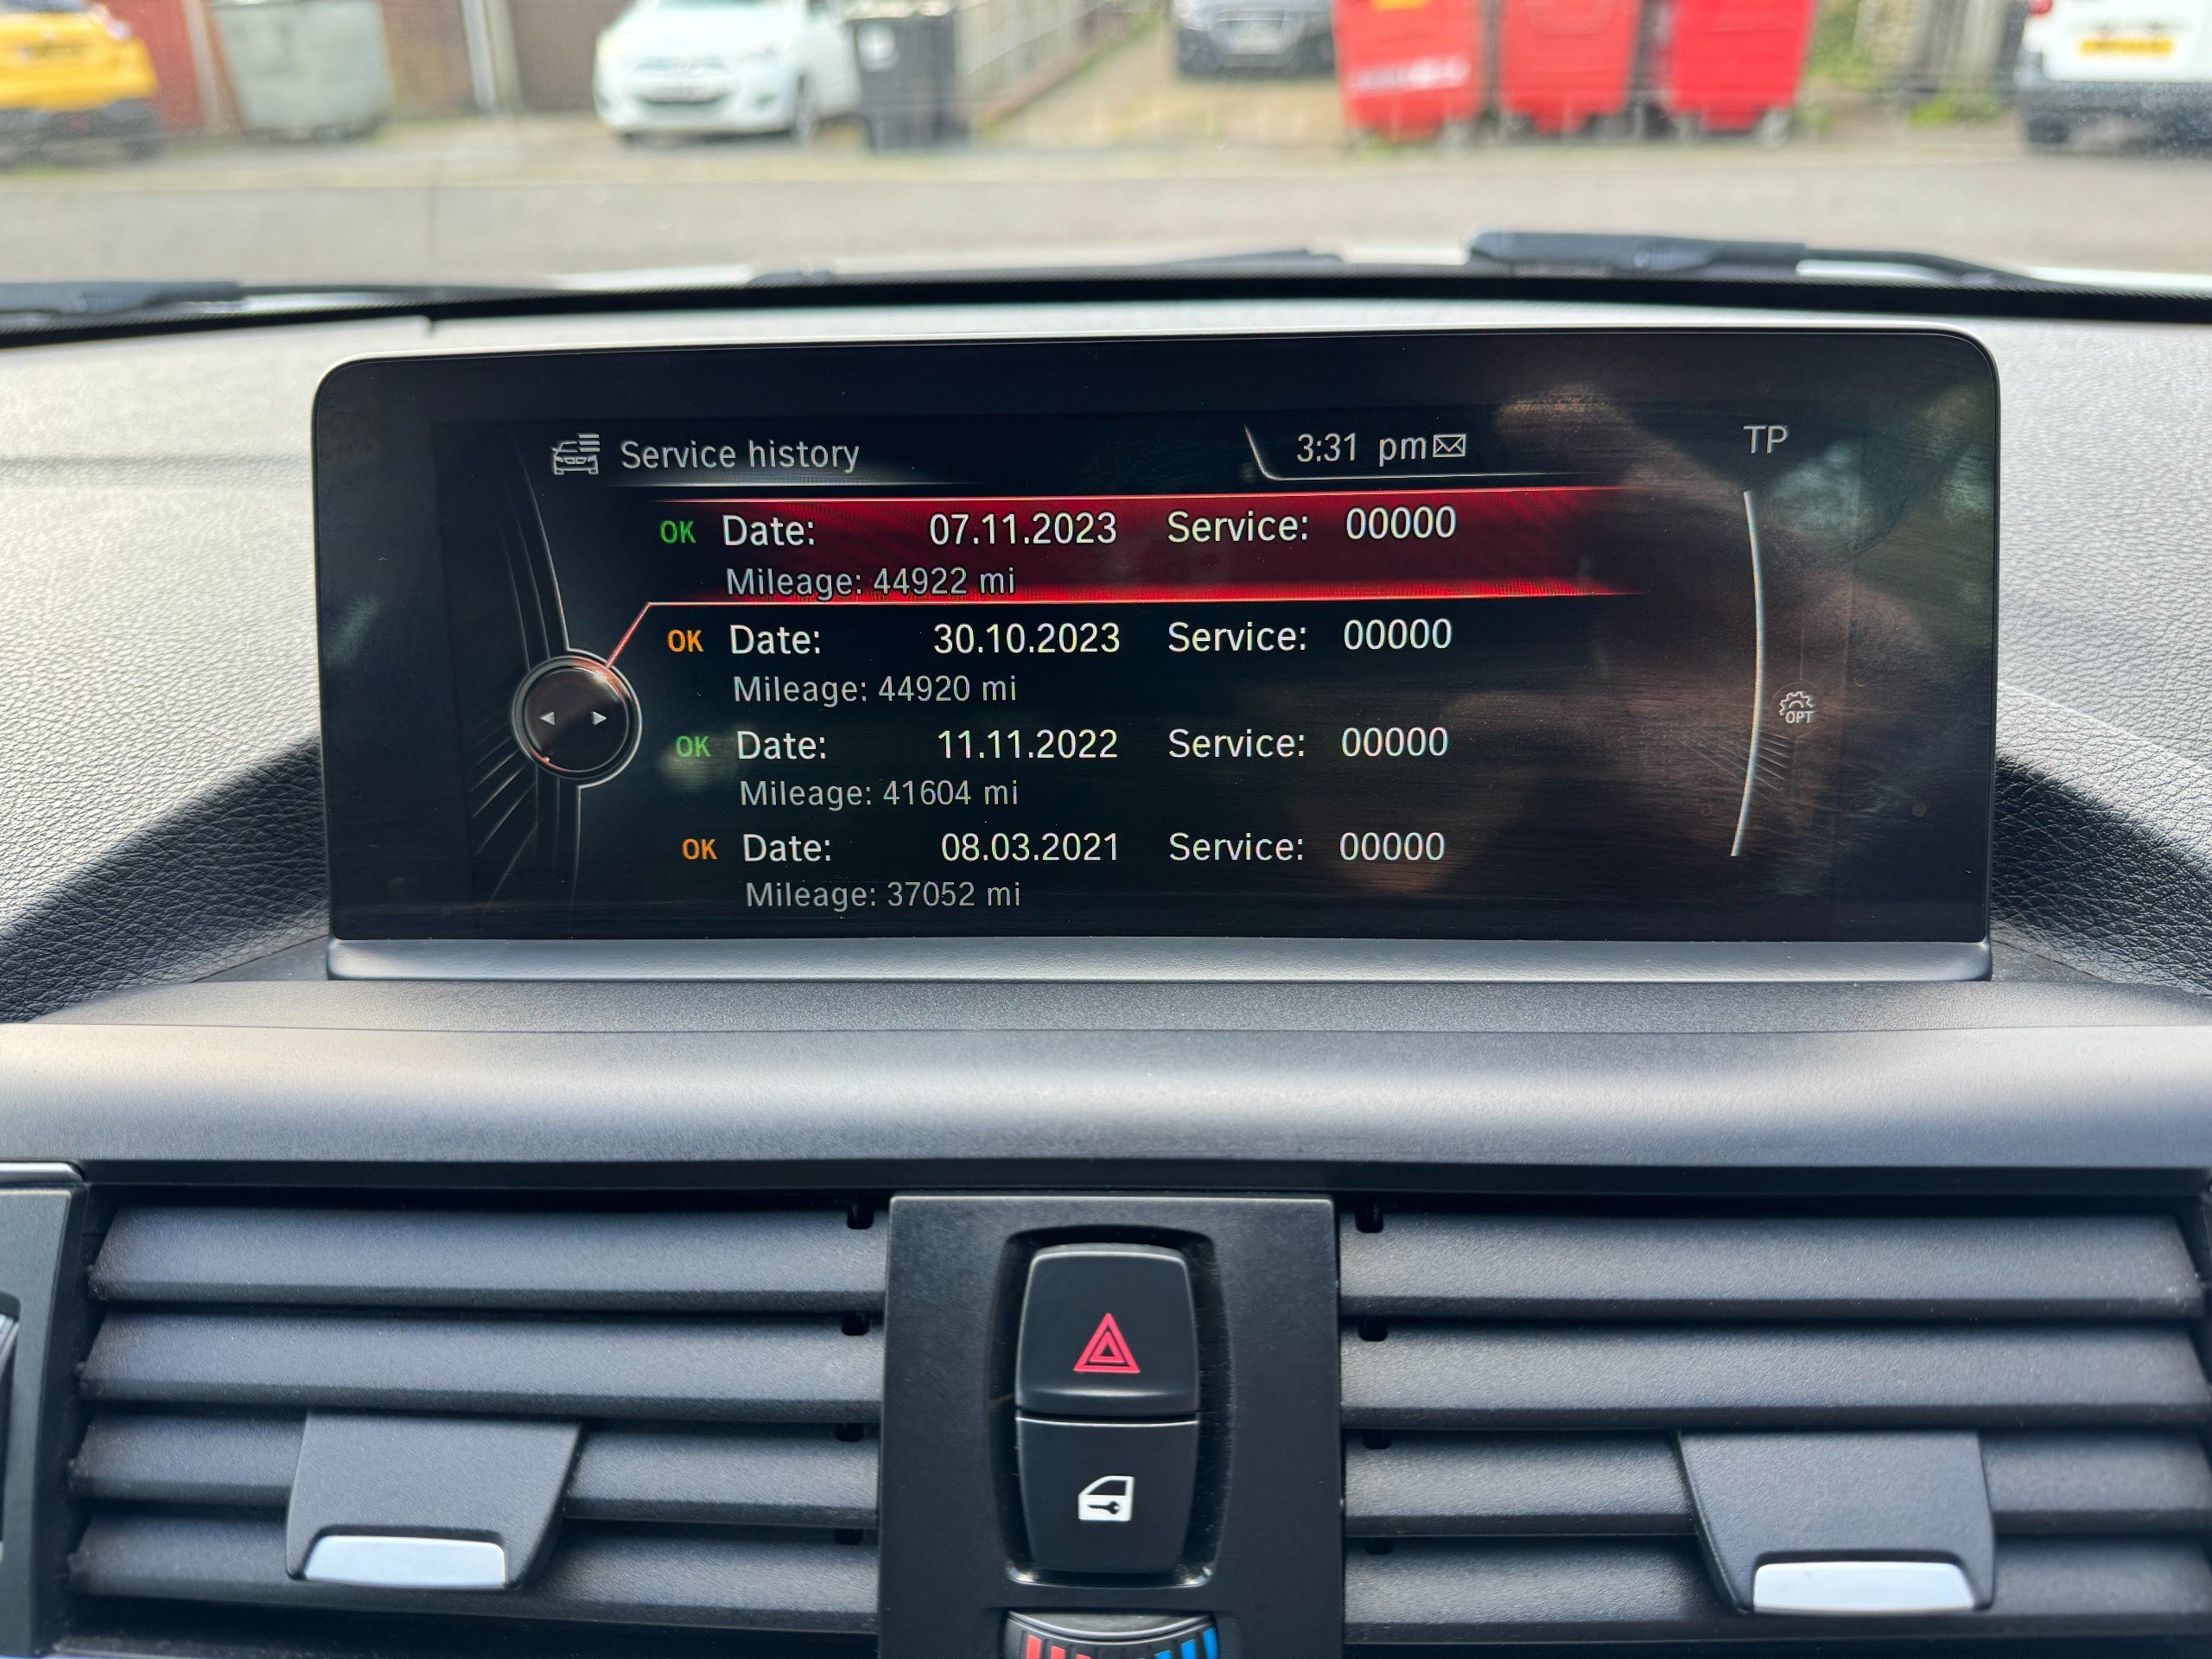 Service history 3:31 pm TP
OK Date: 07.11.2023 Service: 00000
Mileage: 44922 mi
OK Date: 30.10.2023 Service: 00000
Mileage: 44920 mi
OPT
OK Date: 11.11.2022 Service: 00000
Mileage: 41604 mi
OK Date: 08.03.2021 Service: 00000
Mileage: 37052 mi